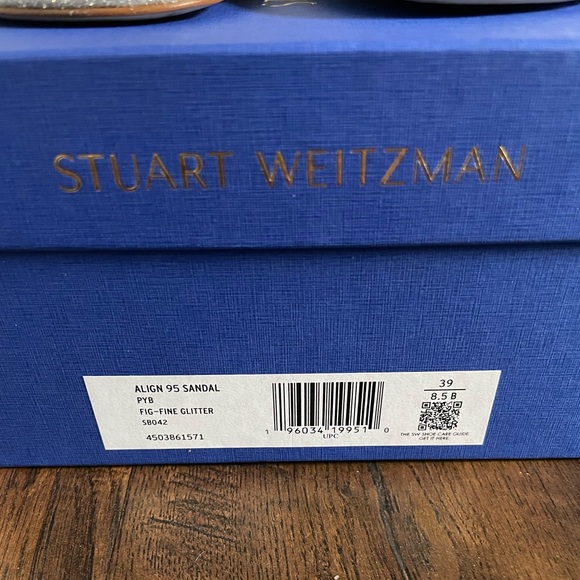 STUART WEITZMAN
ALIGN 95 SANDAL
PYB
FIG-FINE GLITTER
SB042
4503861571
1 96034 19951 0
UPC
39
8.5 B
THE SW SHOE CARE GUIDE
GET IT HERE